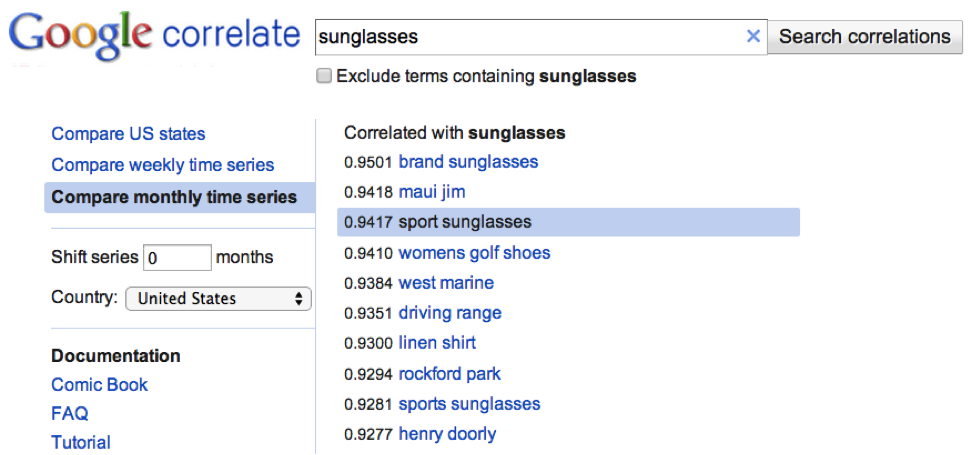 Google correlate
sunglasses
Search correlations
Exclude terms containing sunglasses
Compare US states
Compare weekly time series
Compare monthly time series
Shift series 0 months
Country: United States
Documentation
Comic Book
FAQ
Tutorial
Correlated with sunglasses
0.9501 brand sunglasses
0.9418 maui jim
0.9417 sport sunglasses
0.9410 womens golf shoes
0.9384 west marine
0.9351 driving range
0.9300 linen shirt
0.9294 rockford park
0.9281 sports sunglasses
0.9277 henry doorly